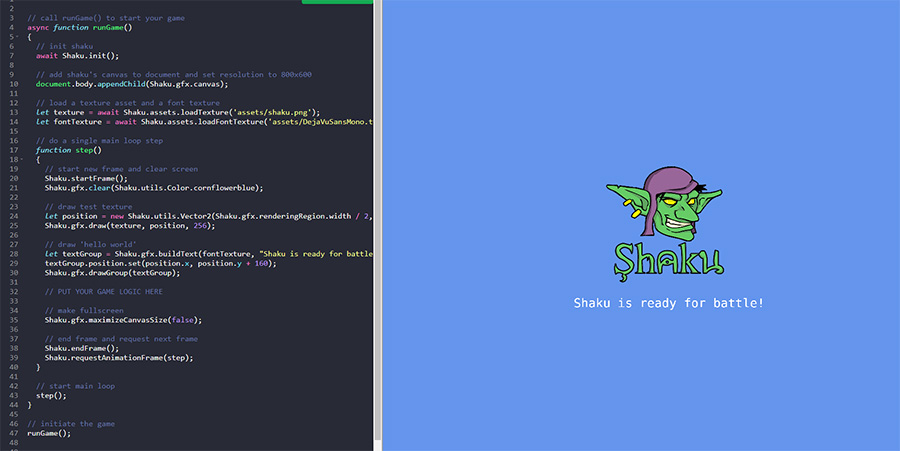 1
2
3 // call runGame() to start your game
4 async function runGame()
5 {
6 // init shaku
7 await Shaku.init();
8
9 // add shaku's canvas to document and set resolution to 800x600
10 document.body.appendChild(Shaku.gfx.canvas);
11
12 // load a texture asset and a font texture
13 let texture = await Shaku.assets.loadTexture('assets/shaku.png');
14 let fontTexture = await Shaku.assets.loadFontTexture('assets/DejaVuSansMono.t
15
16 // do a single main loop step
17 function step()
18 {
19 // start new frame and clear screen
20 Shaku.startFrame();
21 Shaku.gfx.clear(Shaku.utils.Color.cornflowerblue);
22
23 // draw test texture
24 let position = new Shaku.utils.Vector2(Shaku.gfx.renderingRegion.width / 2,
25 Shaku.gfx.draw(texture, position, 256);
26
27 // draw 'hello world'
28 let textGroup = Shaku.gfx.buildText(fontTexture, "Shaku is ready for battle
29 textGroup.position.set(position.x, position.y + 160);
30 Shaku.gfx.drawGroup(textGroup);
31
32 // PUT YOUR GAME LOGIC HERE
33
34 // make fullscreen
35 Shaku.gfx.maximizeCanvasSize(false);
36
37 // end frame and request next frame
38 Shaku.endFrame();
39 Shaku.requestAnimationFrame(step);
40 }
41
42 // start main loop
43 step();
44 }
45
46 // initiate the game
47 runGame();
48
Shaku
Shaku is ready for battle!